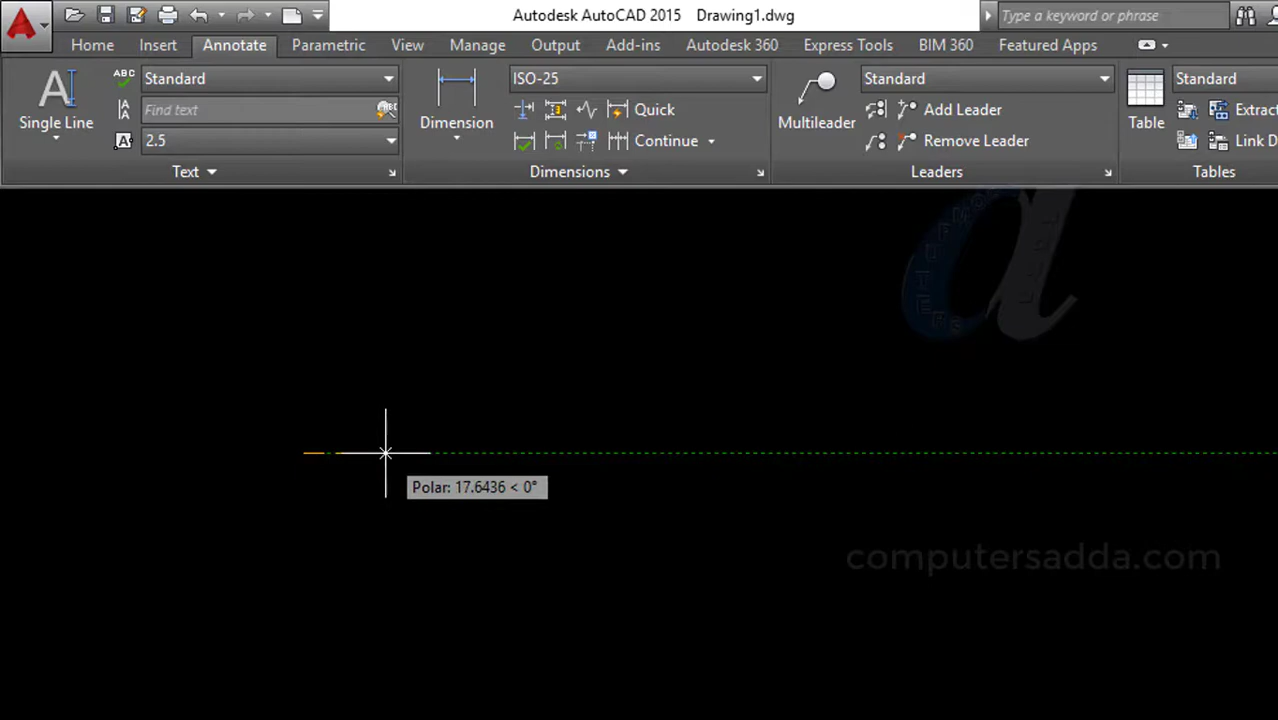 Autodesk AutoCAD 2015 Drawing1.dwg
Type a keyword or phrase
Home Insert Annotate Parametric View Manage Output Add-ins Autodesk 360 Express Tools BIM 360 Featured Apps
A Single Line
ABC Standard
Find text
2.5
Text
Dimension
ISO-25
Quick
Continue
Dimensions
Multileader
Standard
Add Leader
Remove Leader
Leaders
Table
Standard
Extrac
Link D
Tables
Polar: 17.6436 < 0°
computersadda.com